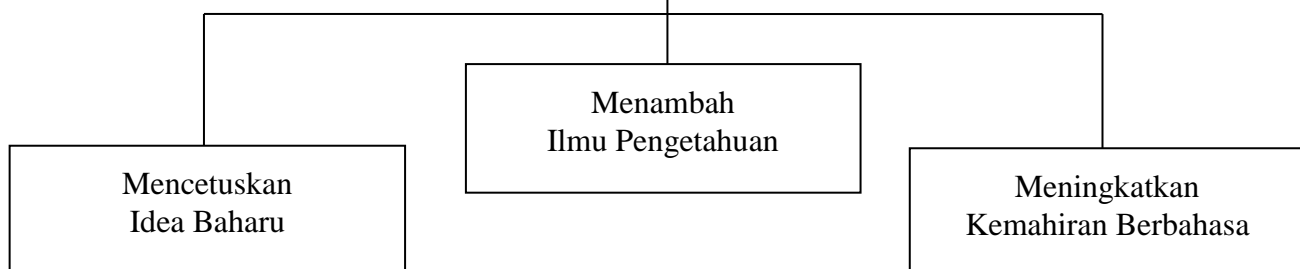 Menambah
Ilmu Pengetahuan
Mencetuskan
Idea Baharu
Meningkatkan
Kemahiran Berbahasa